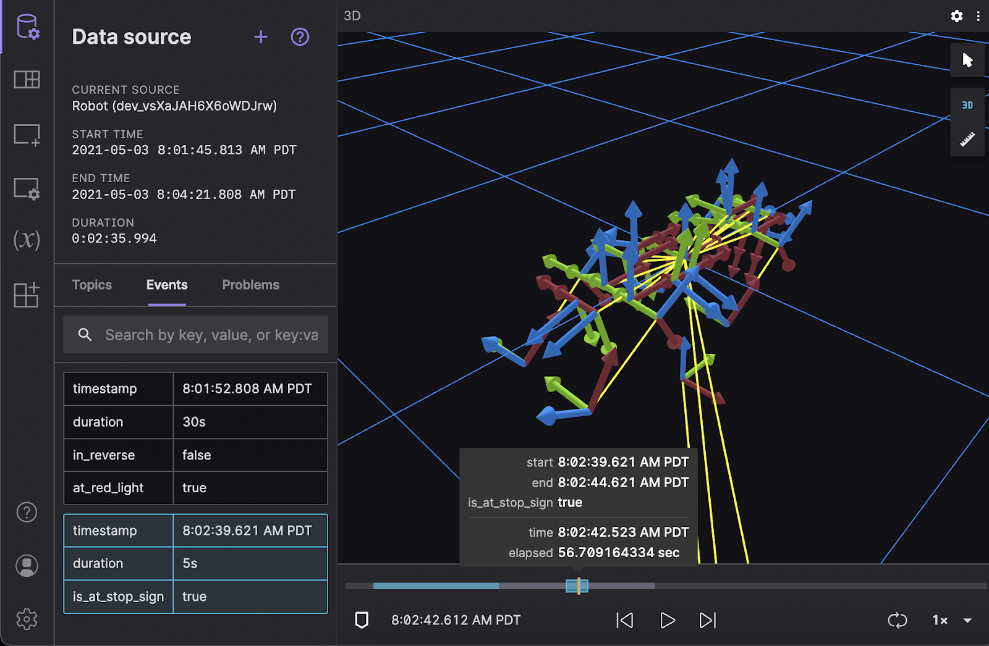 Data source
CURRENT SOURCE
Robot (dev_vsXaJAH6X6oWDJrw)
START TIME
2021-05-03 8:01:45.813 AM PDT
END TIME
2021-05-03 8:04:21.808 AM PDT
DURATION
0:02:35.994
Topics Events Problems
Search by key, value, or key:va
timestamp 8:01:52.808 AM PDT
duration 30s
in_reverse false
at_red_light true
timestamp 8:02:39.621 AM PDT
duration 5s
is_at_stop_sign true
(x)
3D
3D
start 8:02:39.621 AM PDT
end 8:02:44.621 AM PDT
is_at_stop_sign true
time 8:02:42.523 AM PDT
elapsed 56.709164334 sec
8:02:42.612 AM PDT
1×